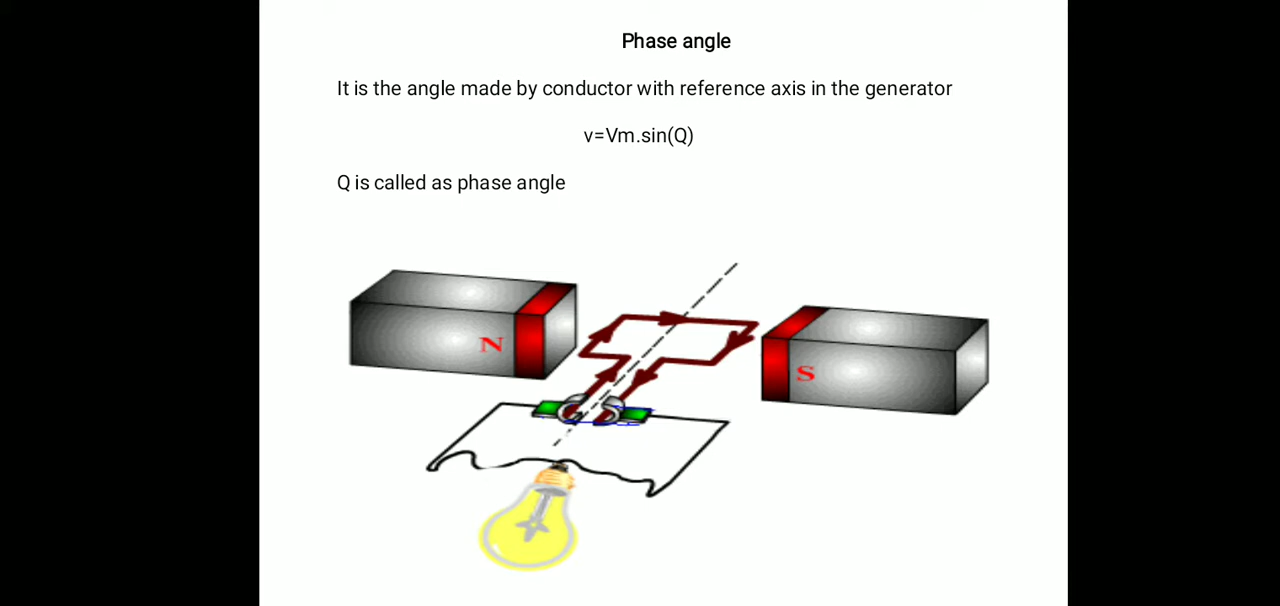 Phase angle
It is the angle made by conductor with reference axis in the generator
v=Vm.sin(Q)
Q is called as phase angle
N
S